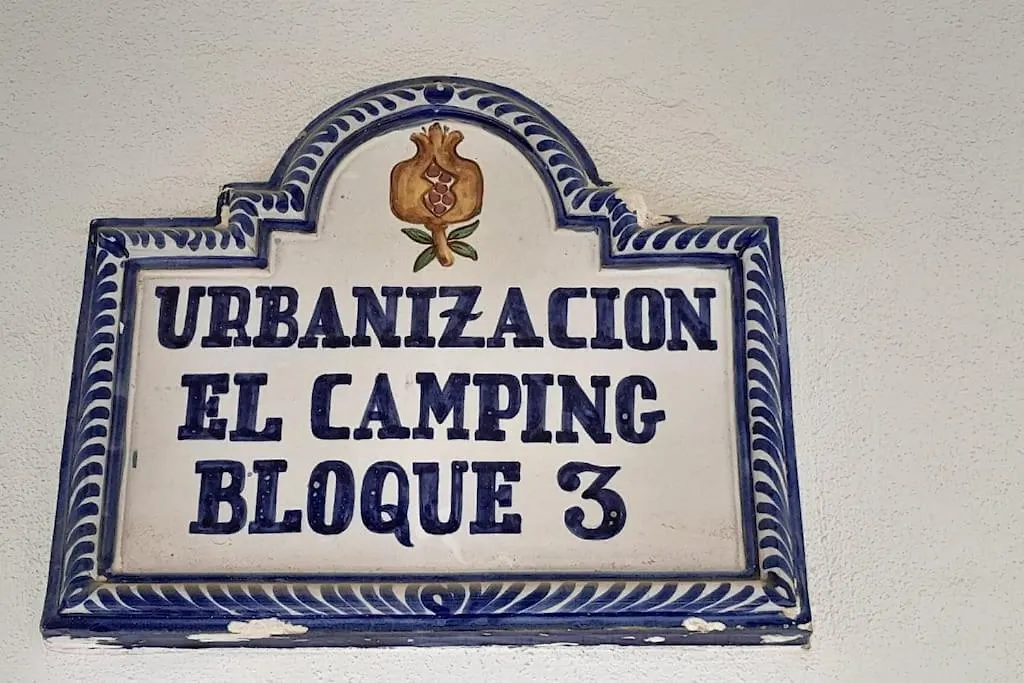 URBANIZACION
EL CAMPING
BLOQUE 3